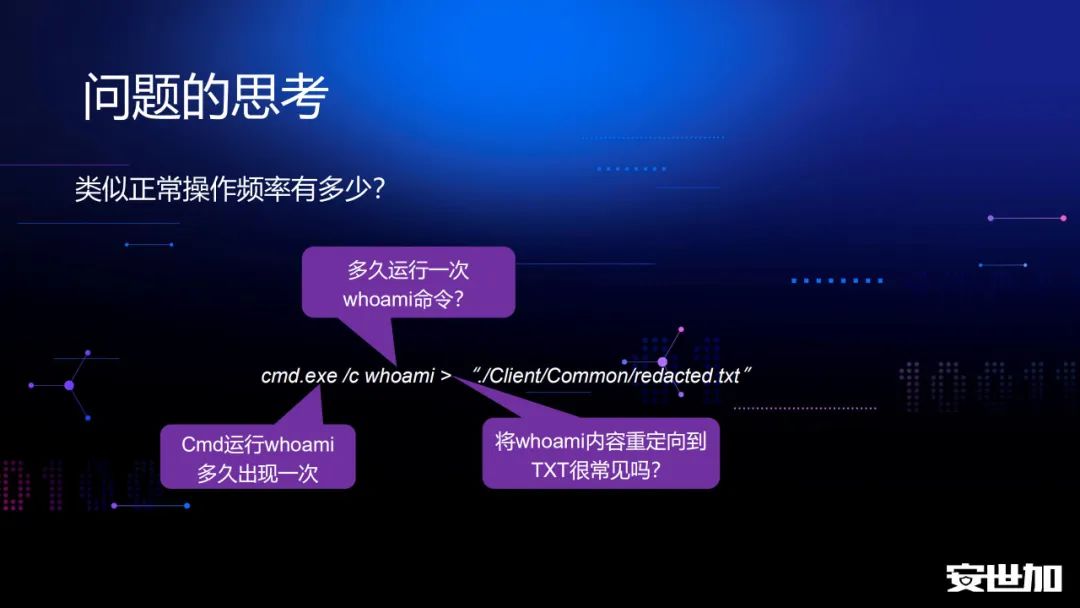 问题的思考
类似正常操作频率有多少？
多久运行一次
whoami命令？
cmd.exe /c whoami > “./Client/Common/redacted.txt”
Cmd运行whoami
多久出现一次
将whoami内容重定向到
TXT很常见吗？
安世加